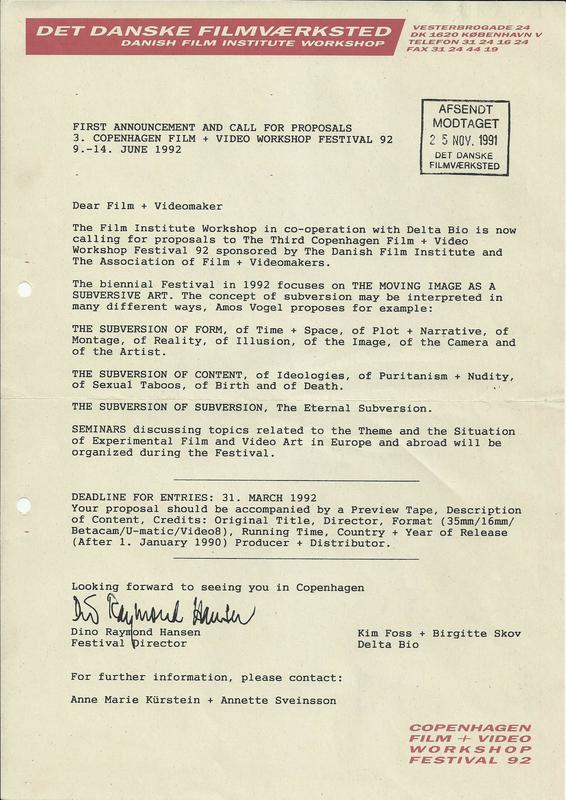 DET DANSKE FILMVÆRKSTED
DANISH FILM INSTITUTE WORKSHOP
VESTERBROGADE 24
DK 1620 KØBENHAVN V
TELEFON 31 24 16 24
FAX 31 24 44 19
AFSENDT
MODTAGET
25 NOV. 1991
DET DANSKE
FILMVÆRKSTED
FIRST ANNOUNCEMENT AND CALL FOR PROPOSALS
3. COPENHAGEN FILM + VIDEO WORKSHOP FESTIVAL 92
9.-14. JUNE 1992
Dear Film + Videomaker
The Film Institute Workshop in co-operation with Delta Bio is now
calling for proposals to The Third Copenhagen Film + Video
Workshop Festival 92 sponsored by The Danish Film Institute and
The Association of Film + Videomakers.
The biennial Festival in 1992 focuses on THE MOVING IMAGE AS A
SUBVERSIVE ART. The concept of subversion may be interpreted in
many different ways, Amos Vogel proposes for example:
THE SUBVERSION OF FORM, of Time + Space, of Plot + Narrative, of
Montage, of Reality, of Illusion, of the Image, of the Camera and
of the Artist.
THE SUBVERSION OF CONTENT, of Ideologies, of Puritanism + Nudity,
of Sexual Taboos, of Birth and of Death.
THE SUBVERSION OF SUBVERSION, The Eternal Subversion.
SEMINARS discussing topics related to the Theme and the Situation
of Experimental Film and Video Art in Europe and abroad will be
organized during the Festival.
DEADLINE FOR ENTRIES: 31. MARCH 1992
Your proposal should be accompanied by a Preview Tape, Description
of Content, Credits: Original Title, Director, Format (35mm/16mm/
Betacam/U-matic/Video8), Running Time, Country + Year of Release
(After 1. January 1990) Producer + Distributor.
Looking forward to seeing you in Copenhagen
Dino Raymond Hansen
Dino Raymond Hansen
Festival Director
Kim Foss + Birgitte Skov
Delta Bio
For further information, please contact:
Anne Marie Kürstein + Annette Sveinsson
COPENHAGEN
FILM + VIDEO
WORKSHOP
FESTIVAL 92